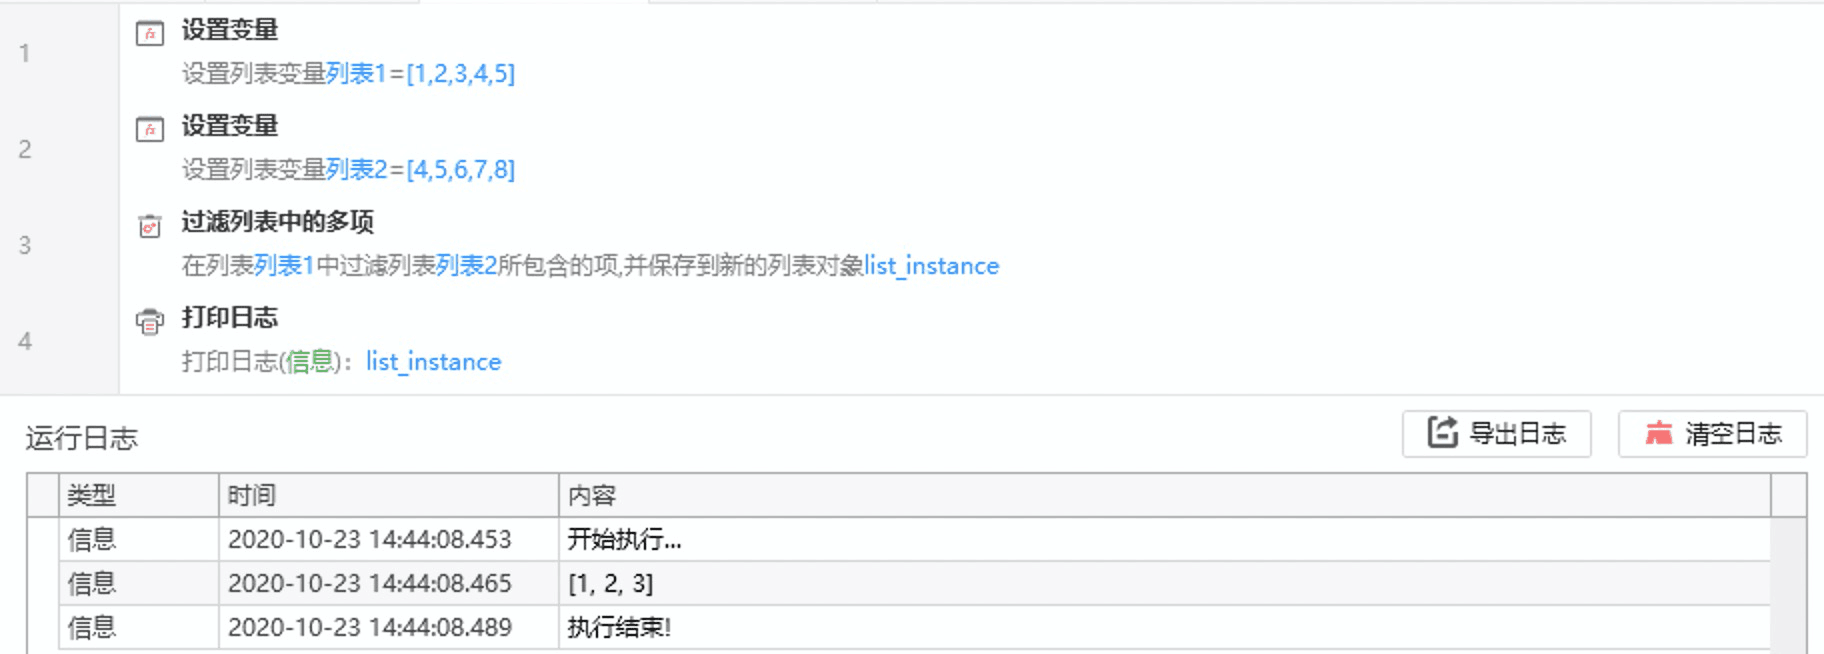 1
设置变量
设置列表变量列表1=[1,2,3,4,5]
2
设置变量
设置列表变量列表2=[4,5,6,7,8]
3
过滤列表中的多项
在列表列表1中过滤列表列表2所包含的项,并保存到新的列表对象list_instance
4
打印日志
打印日志(信息)：list_instance
运行日志 导出日志 清空日志
类型 时间 内容
信息 2020-10-23 14:44:08.453 开始执行...
信息 2020-10-23 14:44:08.465 [1, 2, 3]
信息 2020-10-23 14:44:08.489 执行结束!